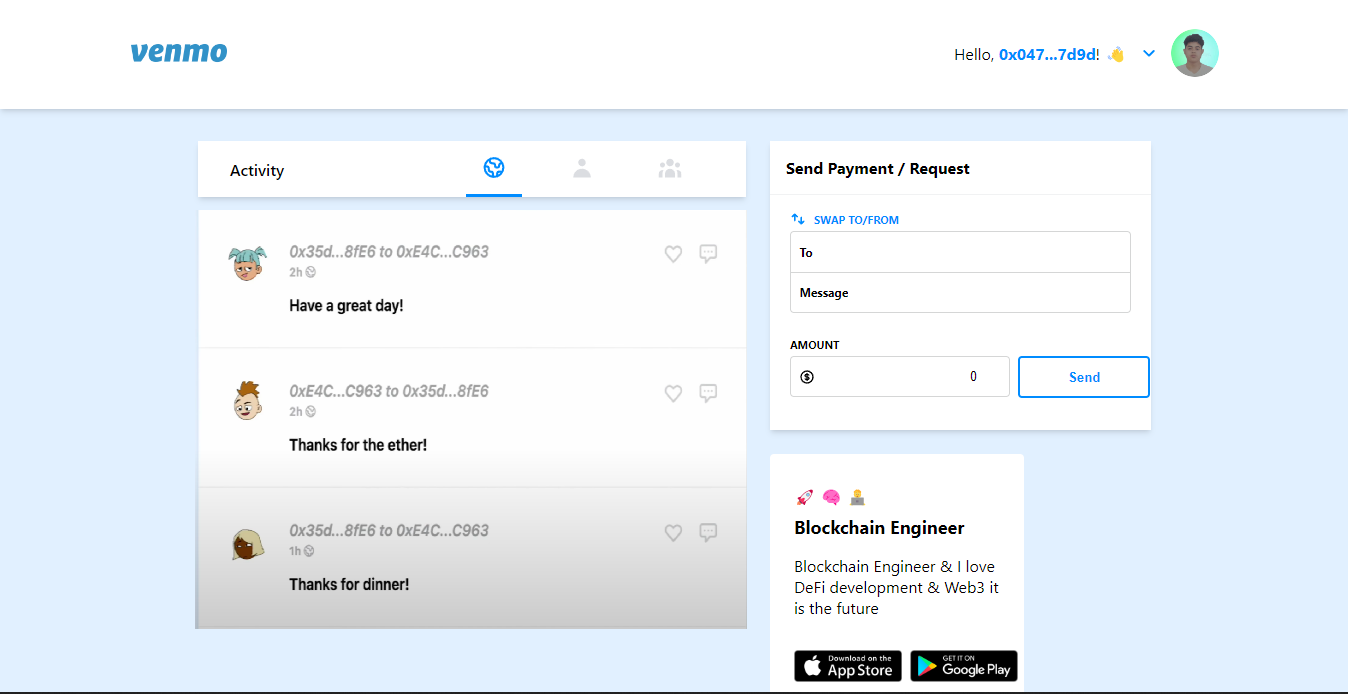 venmo
Hello, 0x047...7d9d! 👋
Activity
0x35d...8fE6 to 0xE4C...C963
2h
Have a great day!
0xE4C...C963 to 0x35d...8fE6
2h
Thanks for the ether!
0x35d...8fE6 to 0xE4C...C963
1h
Thanks for dinner!
Send Payment / Request
SWAP TO/FROM
To
Message
AMOUNT
0
Send
🚀 🧠 👨‍💻
Blockchain Engineer
Blockchain Engineer & I love
DeFi development & Web3 it
is the future
Download on the
App Store
GET IT ON
Google Play